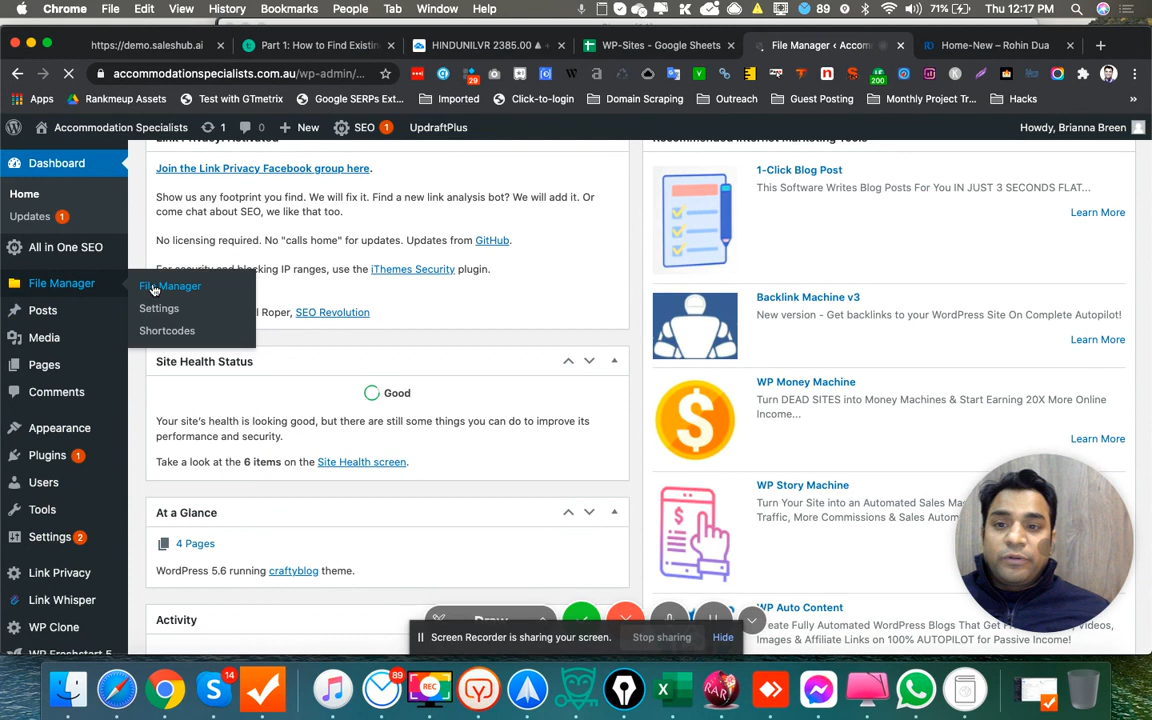 Chrome File Edit View History Bookmarks People Tab Window Help 89 71% Thu 12:17 PM
https://demo.saleshub.ai Part 1: How to Find Existin HINDUNILVR 2385.00 WP-Sites - Google Sheets File Manager ‹ Accom Home-New – Rohin Dua
accommodationspecialists.com.au/wp-admin/... 29 200
Apps Rankmeup Assets Test with GTmetrix Google SERPs Ext... Imported Click-to-login Domain Scraping Outreach Guest Posting Monthly Project Tr... Hacks »
Accommodation Specialists 1 0 New SEO 1 UpdraftPlus Howdy, Brianna Breen
Dashboard
Home
Updates 1
All in One SEO
File Manager
Posts
Media
Pages
Comments
Appearance
Plugins 1
Users
Tools
Settings 2
Link Privacy
Link Whisper
WP Clone
File Manager
Settings
Shortcodes
Join the Link Privacy Facebook group here.
Show us any footprint you find. We will fix it. Find a new link analysis bot? We will add it. Or
come chat about SEO, we like that too.
No licensing required. No "calls home" for updates. Updates from GitHub.
blocking IP ranges, use the iThemes Security plugin.
Roper, SEO Revolution
Site Health Status
Good
Your site's health is looking good, but there are still some things you can do to improve its
performance and security.
Take a look at the 6 items on the Site Health screen.
At a Glance
4 Pages
WordPress 5.6 running craftyblog theme.
Activity
1-Click Blog Post
This Software Writes Blog Posts For You IN JUST 3 SECONDS FLAT...
Learn More
Backlink Machine v3
New version - Get backlinks to your WordPress Site On Complete Autopilot!
Learn More
WP Money Machine
Turn DEAD SITES into Money Machines & Start Earning 20X More Online
Income...
Learn More
WP Story Machine
Turn Your Site into an Automated Sales
Traffic, More Commissions & Sales
WP Auto Content
Create Fully Automated WordPress Blogs That Get Videos,
Images & Affiliate Links on 100% AUTOPILOT for Passive Income!
Screen Recorder is sharing your screen. Stop sharing Hide
14 89 REC RAR